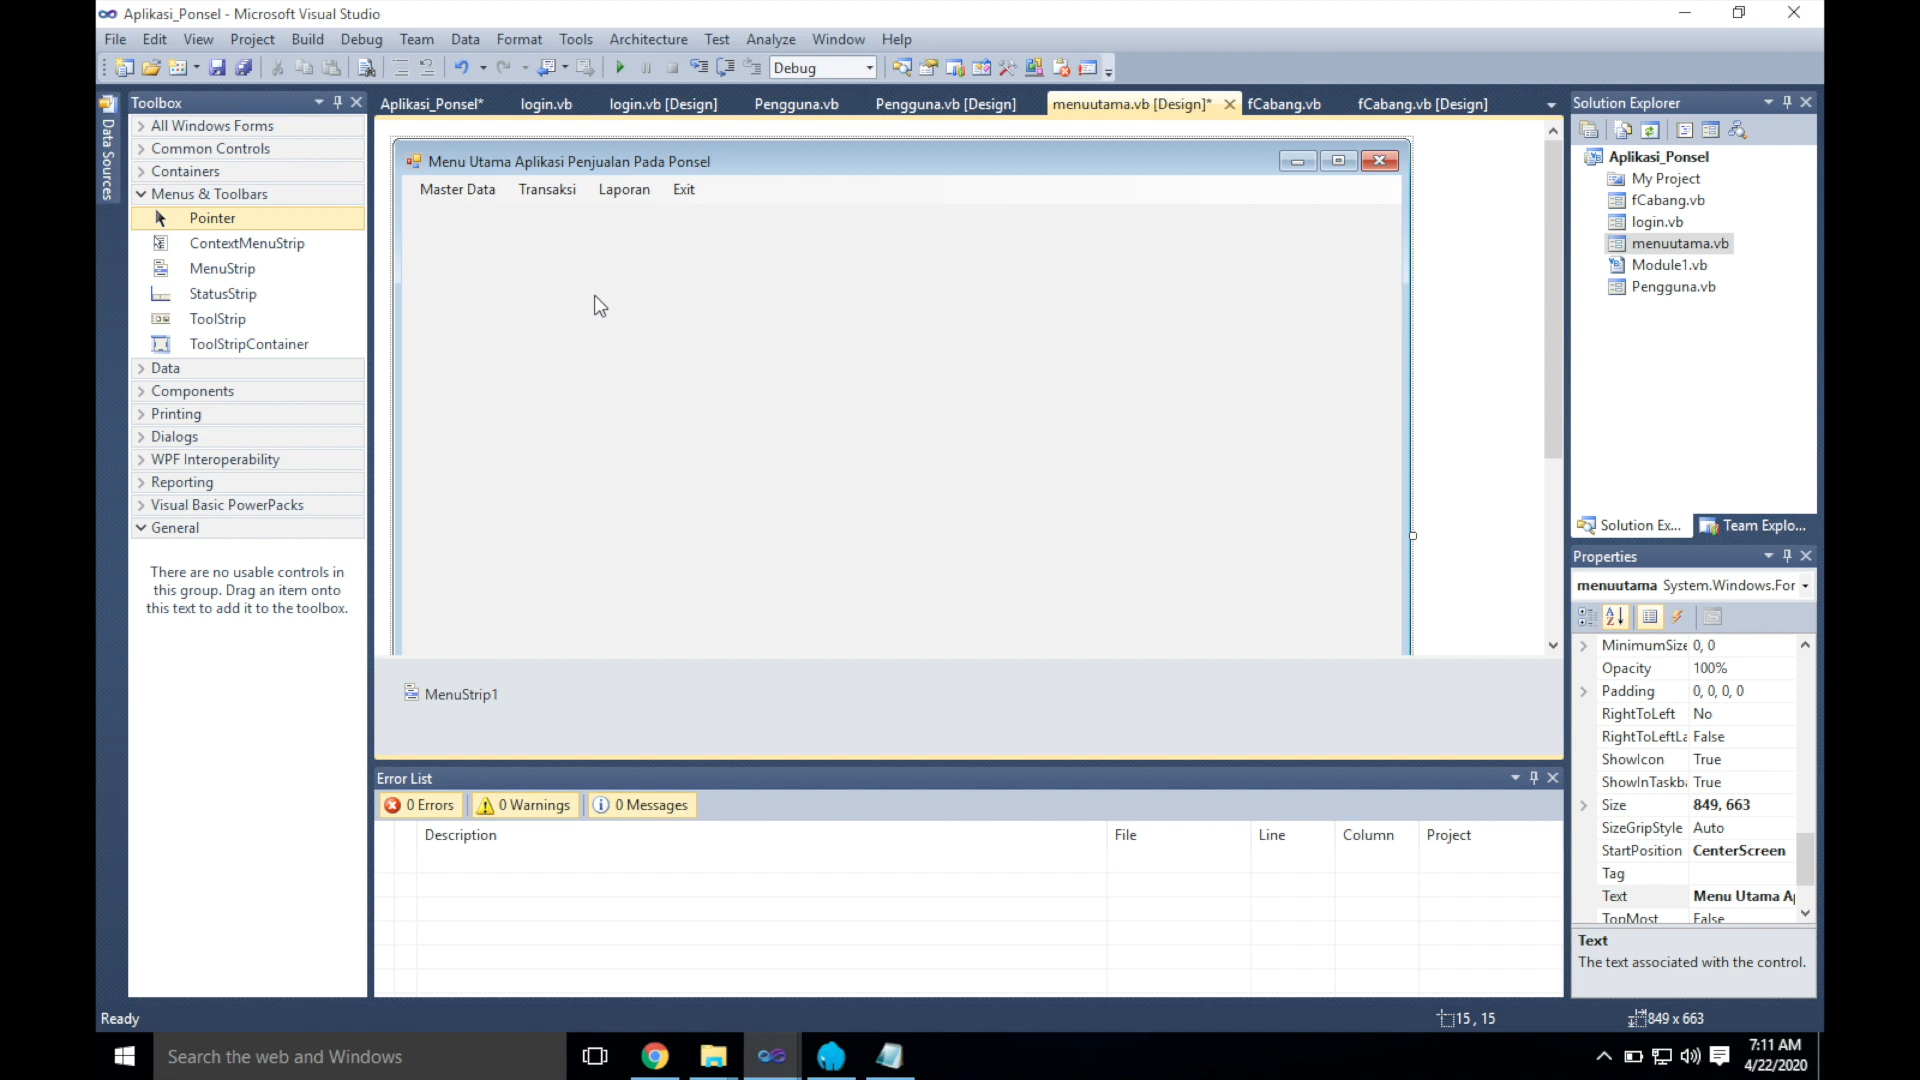 Aplikasi_Ponsel - Microsoft Visual Studio
File Edit View Project Build Debug Team Data Format Tools Architecture Test Analyze Window Help
Debug
Data Sources
Toolbox
All Windows Forms
Common Controls
Containers
Menus & Toolbars
Pointer
ContextMenuStrip
MenuStrip
StatusStrip
ToolStrip
ToolStripContainer
Data
Components
Printing
Dialogs
WPF Interoperability
Reporting
Visual Basic PowerPacks
General
There are no usable controls in
this group. Drag an item onto
this text to add it to the toolbox.
Aplikasi_Ponsel* login.vb login.vb [Design] Pengguna.vb Pengguna.vb [Design] menuutama.vb [Design]* fCabang.vb fCabang.vb [Design]
Menu Utama Aplikasi Penjualan Pada Ponsel
Master Data Transaksi Laporan Exit
MenuStrip1
Error List
0 Errors 0 Warnings 0 Messages
Description File Line Column Project
Solution Explorer
Aplikasi_Ponsel
My Project
fCabang.vb
login.vb
menuutama.vb
Module1.vb
Pengguna.vb
Solution Ex... Team Explo...
Properties
menuutama System.Windows.For
MinimumSize 0, 0
Opacity 100%
Padding 0, 0, 0, 0
RightToLeft No
RightToLeftLa False
ShowIcon True
ShowInTaskba True
Size 849, 663
SizeGripStyle Auto
StartPosition CenterScreen
Tag
Text Menu Utama Ap
TopMost False
Text
The text associated with the control.
Ready 15 , 15 849 x 663
Search the web and Windows
7:11 AM
4/22/2020